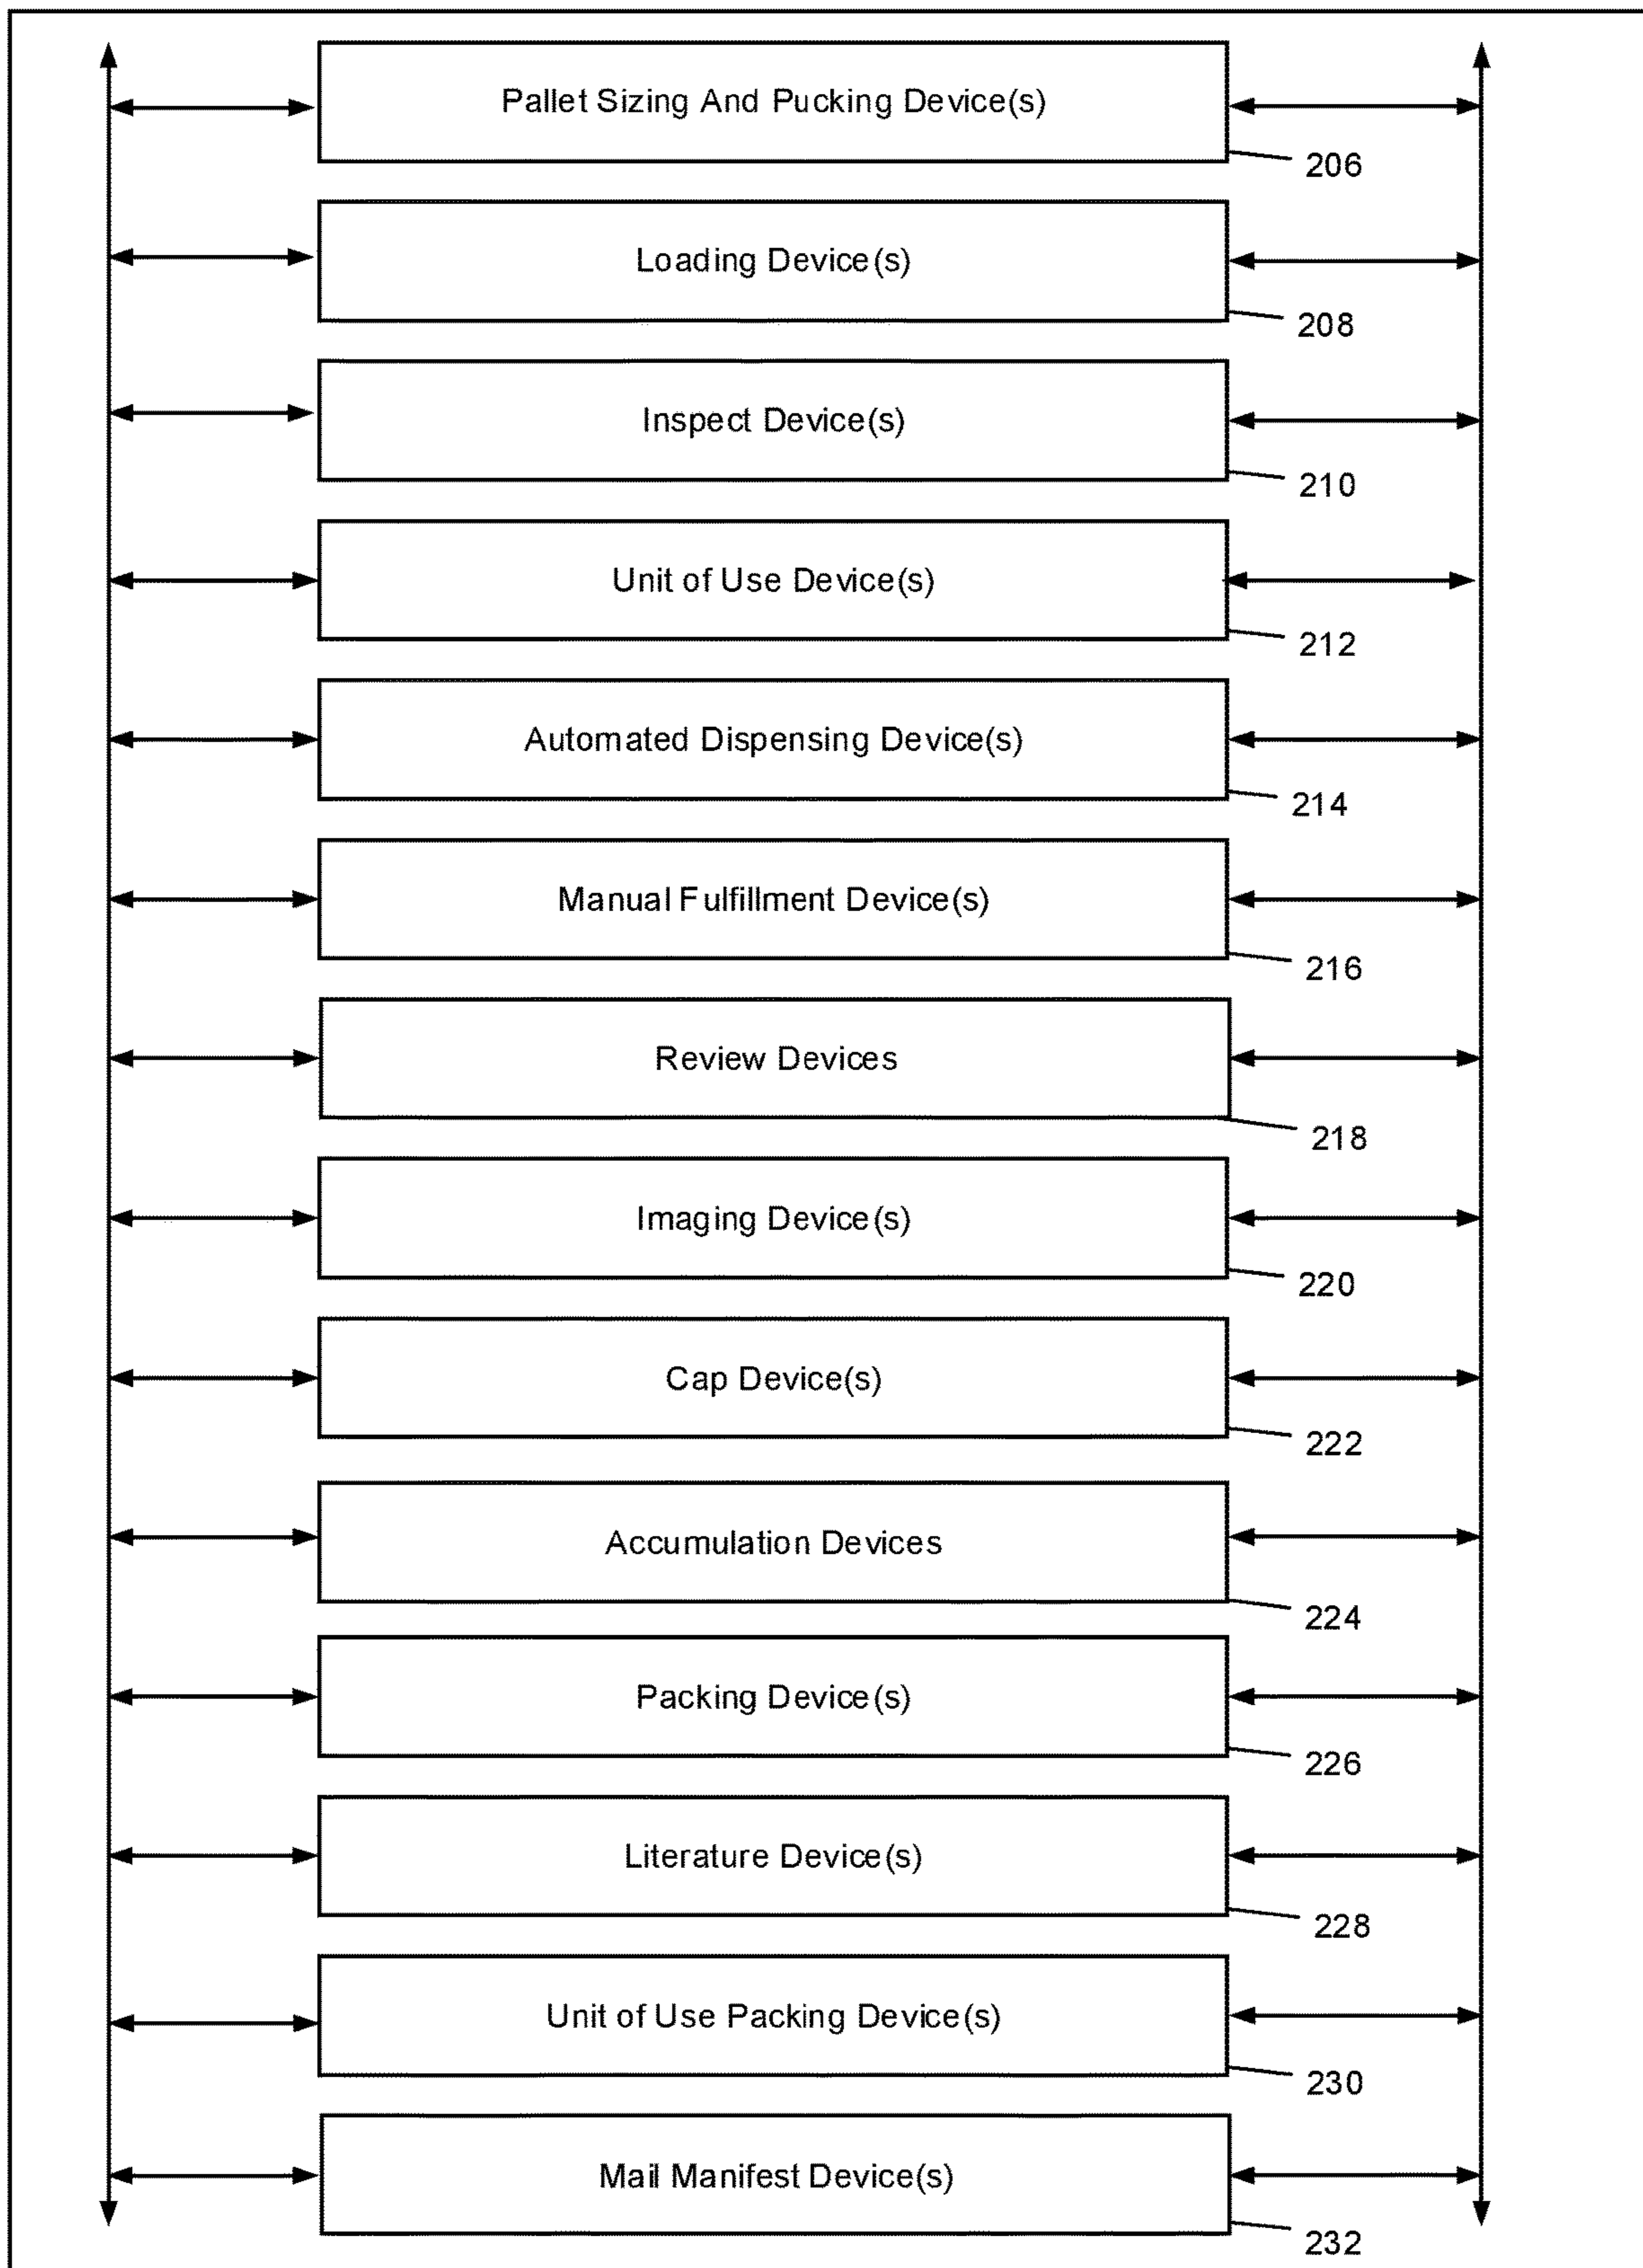 Pallet Sizing And Pucking Device(s)
206
Loading Device(s)
208
Inspect Device(s)
210
Unit of Use Device(s)
212
Automated Dispensing Device(s)
214
Manual Fulfillment Device(s)
216
Review Devices
218
Imaging Device(s)
220
Cap Device(s)
222
Accumulation Devices
224
Packing Device(s)
226
Literature Device(s)
228
Unit of Use Packing Device(s)
230
Mail Manifest Device(s)
232